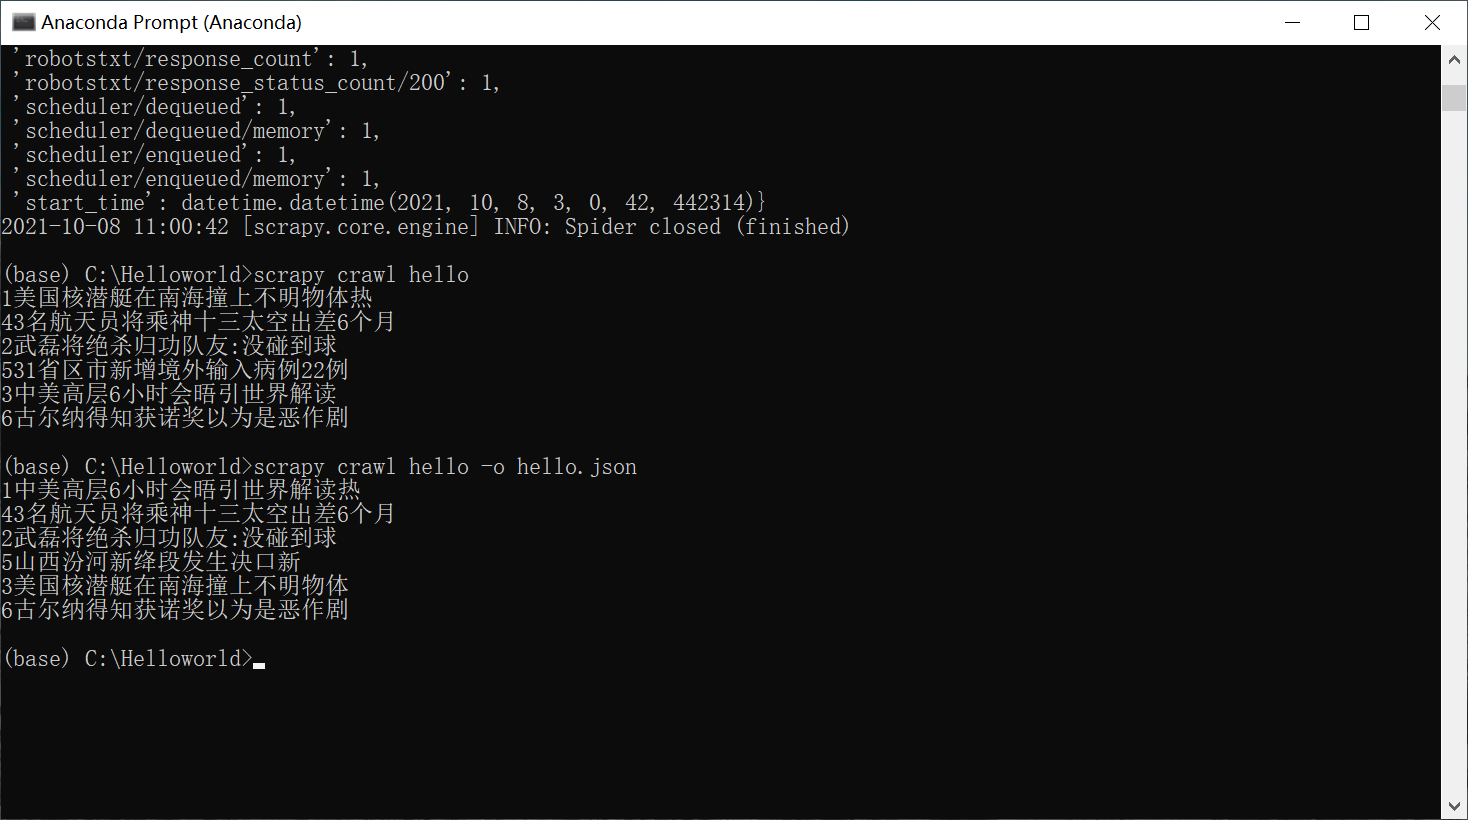 Anaconda Prompt (Anaconda)
'robotstxt/response_count': 1,
'robotstxt/response_status_count/200': 1,
'scheduler/dequeued': 1,
'scheduler/dequeued/memory': 1,
'scheduler/enqueued': 1,
'scheduler/enqueued/memory': 1,
'start_time': datetime.datetime(2021, 10, 8, 3, 0, 42, 442314)}
2021-10-08 11:00:42 [scrapy.core.engine] INFO: Spider closed (finished)
(base) C:\Helloworld>scrapy crawl hello
1美国核潜艇在南海撞上不明物体热
43名航天员将乘神十三太空出差6个月
2武磊将绝杀归功队友:没碰到球
531省区市新增境外输入病例22例
3中美高层6小时会晤引世界解读
6古尔纳得知获诺奖以为是恶作剧
(base) C:\Helloworld>scrapy crawl hello -o hello.json
1中美高层6小时会晤引世界解读热
43名航天员将乘神十三太空出差6个月
2武磊将绝杀归功队友:没碰到球
5山西汾河新绛段发生决口新
3美国核潜艇在南海撞上不明物体
6古尔纳得知获诺奖以为是恶作剧
(base) C:\Helloworld>